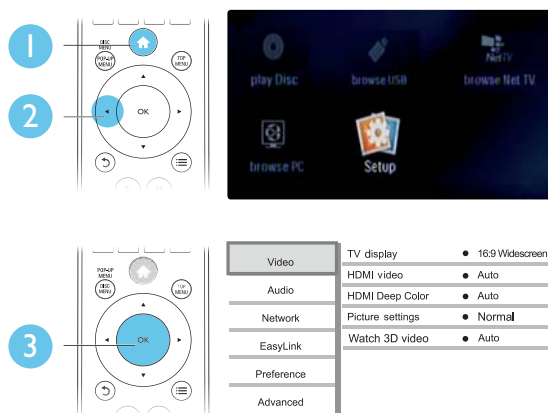 1
DISC
MENU
POP-UP
MENU
TOP
MENU
2
OK
play Disc
browse USB
Net TV
browse Net TV
browse PC
Setup
POP-UP
MENU
DISC
MENU
TOP
MENU
3
OK
Video
Audio
Network
EasyLink
Preference
Advanced
TV display ● 16:9 Widescreen
HDMI video ● Auto
HDMI Deep Color ● Auto
Picture settings ● Normal
Watch 3D video ● Auto